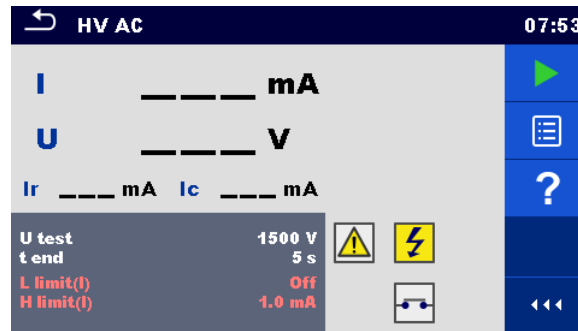 HV AC 07:53
I ___ mA
U ___ V
Ir ___ mA Ic ___ mA
?
U test 1500 V
t end 5 s
L limit(I) Off
H limit(I) 1.0 mA